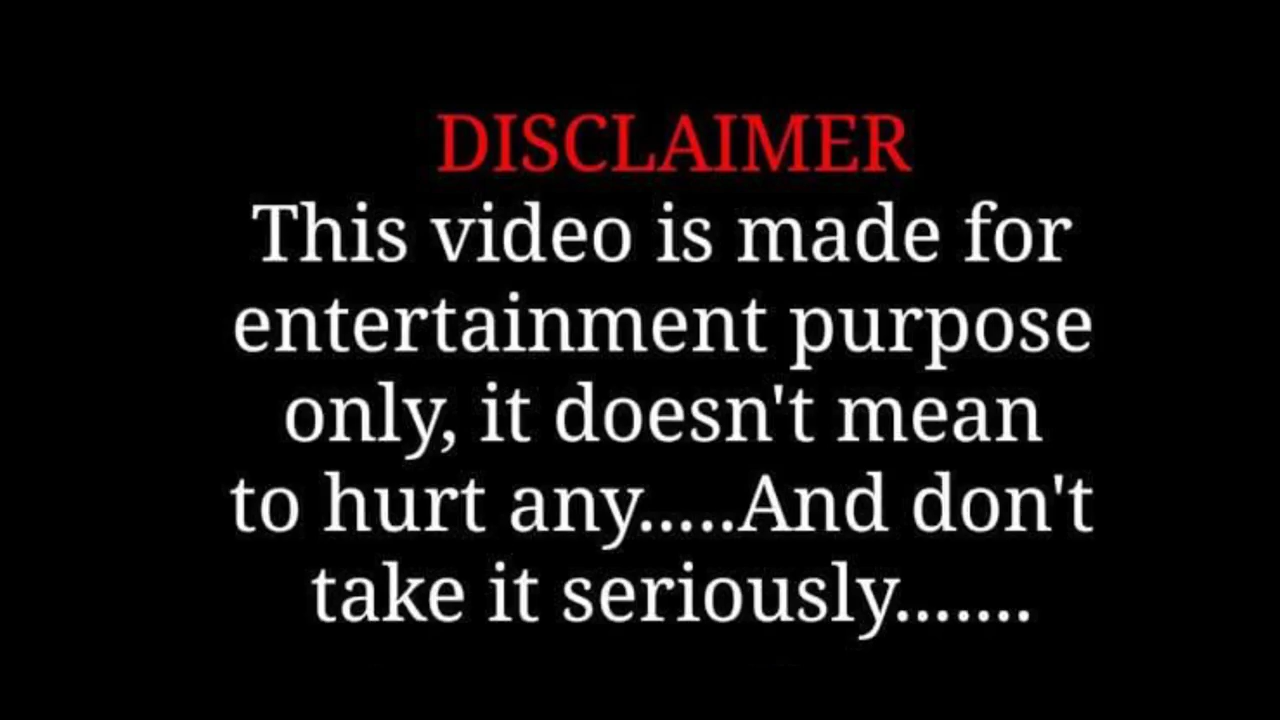 DISCLAIMER
This video is made for
entertainment purpose
only, it doesn't mean
to hurt any.....And don't
take it seriously.......